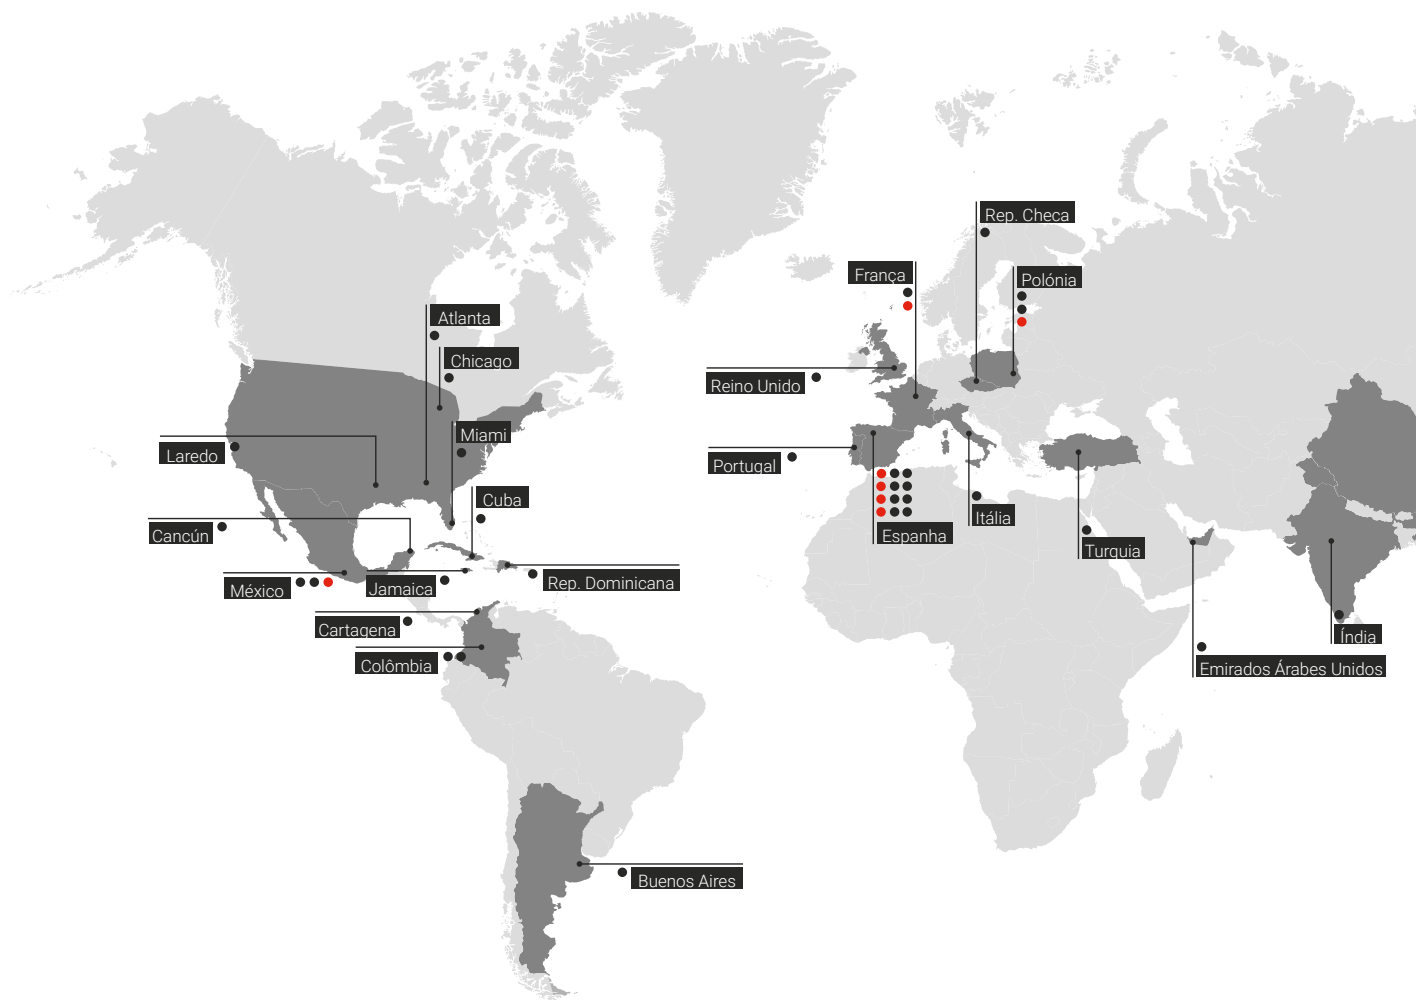 Rep. Checa
França
Polónia
Atlanta
Chicago
Reino Unido
Miami
Laredo
Portugal
Cuba
Itália
Cancún
Espanha
Turquia
México
Jamaica
Rep. Dominicana
Cartagena
Índia
Colômbia
Emirados Árabes Unidos
Buenos Aires